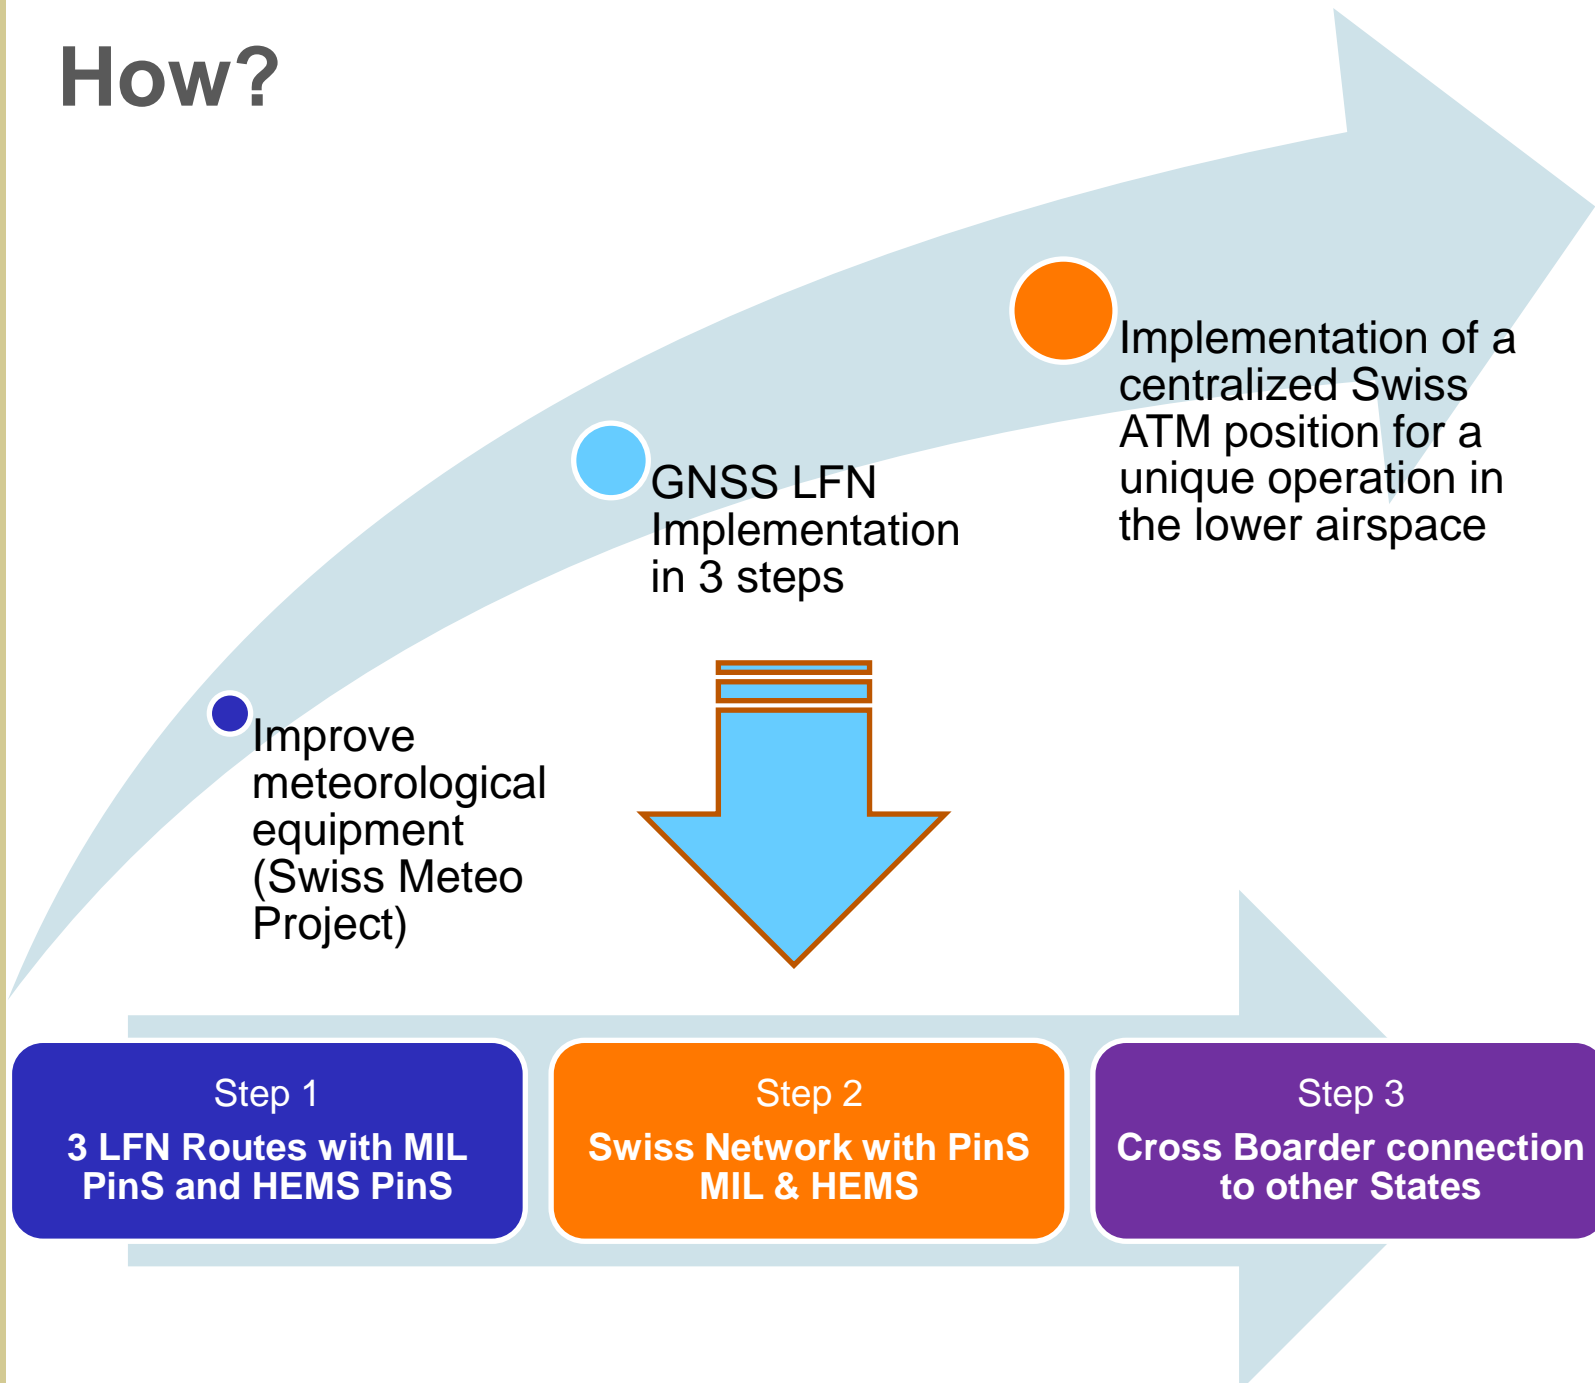 How?
Implementation of a
centralized Swiss
ATM position for a
unique operation in
the lower airspace
GNSS LFN
Implementation
in 3 steps
Improve
meteorological
equipment
(Swiss Meteo
Project)
Step 1
3 LFN Routes with MIL
PinS and HEMS PinS
Step 2
Swiss Network with PinS
MIL & HEMS
Step 3
Cross Boarder connection
to other States